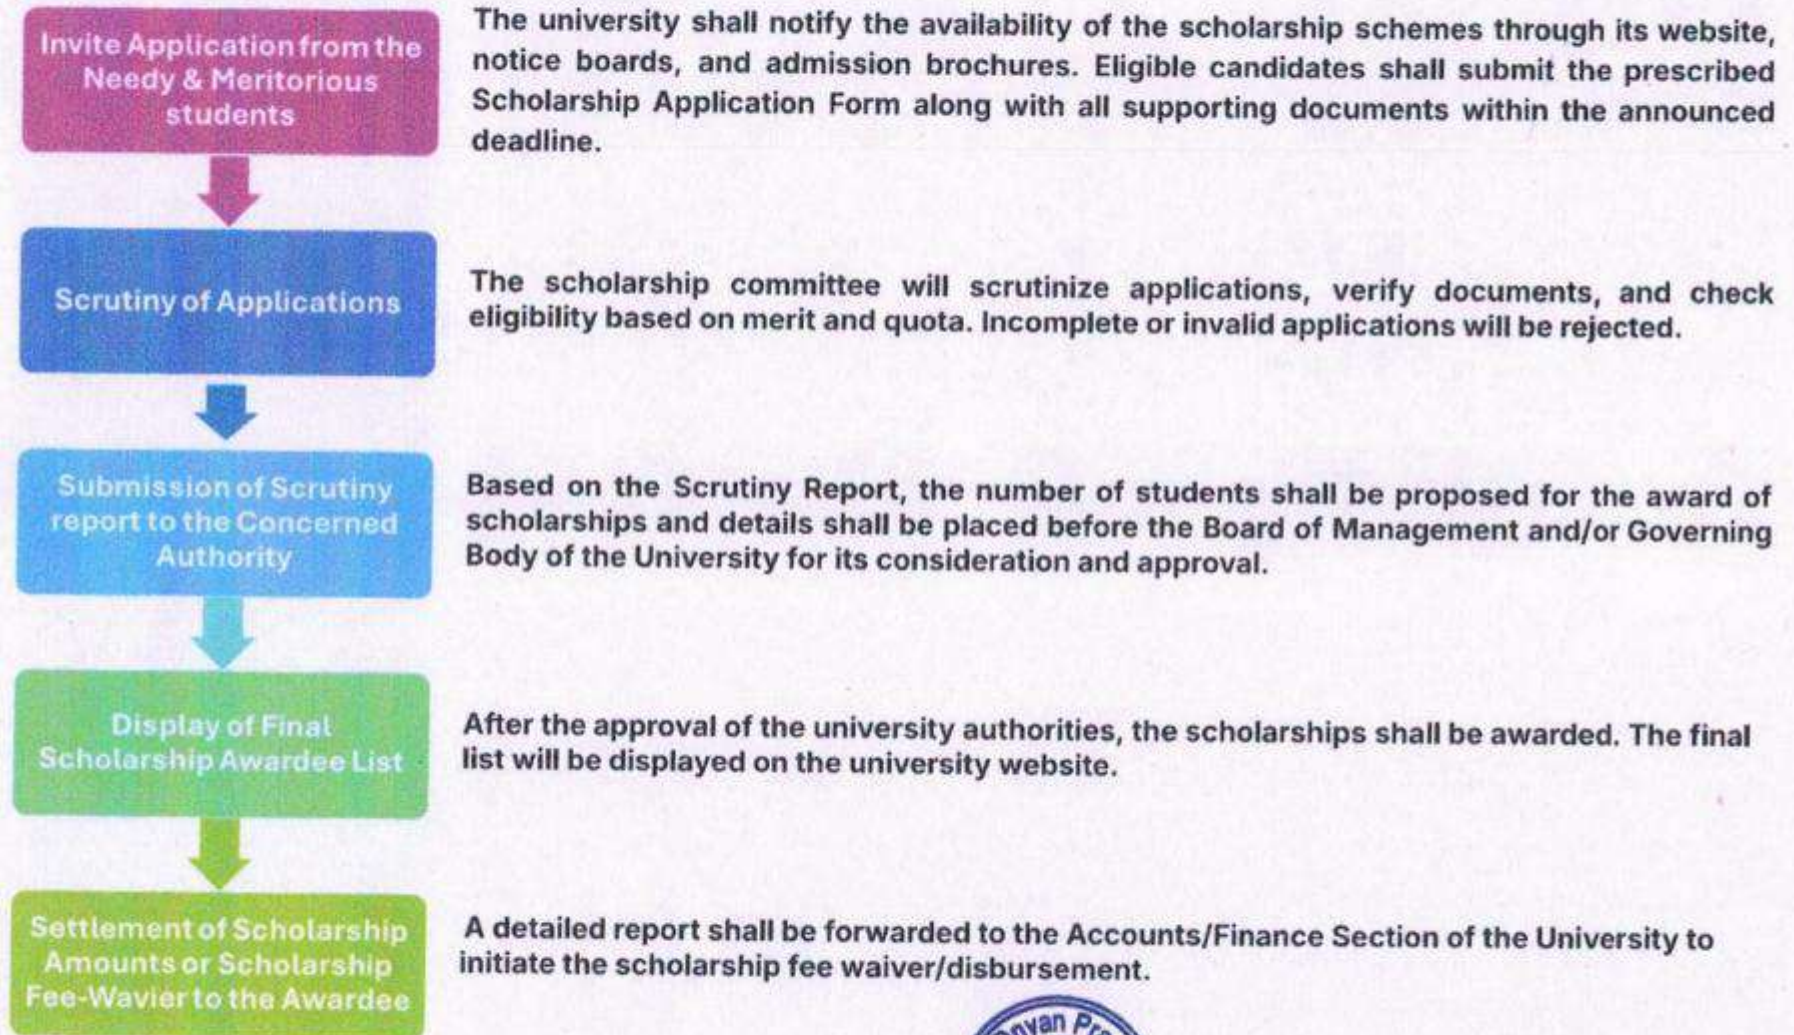 Invite Application from the
Needy & Meritorious
students
The university shall notify the availability of the scholarship schemes through its website,
notice boards, and admission brochures. Eligible candidates shall submit the prescribed
Scholarship Application Form along with all supporting documents within the announced
deadline.
Scrutiny of Applications
The scholarship committee will scrutinize applications, verify documents, and check
eligibility based on merit and quota. Incomplete or invalid applications will be rejected.
Submission of Scrutiny
report to the Concerned
Authority
Based on the Scrutiny Report, the number of students shall be proposed for the award of
scholarships and details shall be placed before the Board of Management and/or Governing
Body of the University for its consideration and approval.
Display of Final
Scholarship Awardee List
After the approval of the university authorities, the scholarships shall be awarded. The final
list will be displayed on the university website.
Settlement of Scholarship
Amounts or Scholarship
Fee-Wavier to the Awardee
A detailed report shall be forwarded to the Accounts/Finance Section of the University to
initiate the scholarship fee waiver/disbursement.